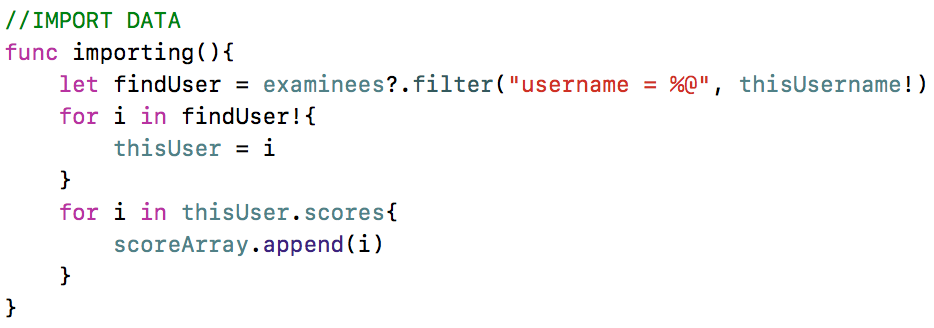 //IMPORT DATA
func importing(){
    let findUser = examinees?.filter("username = %@", thisUsername!)
    for i in findUser!{
        thisUser = i
    }
    for i in thisUser.scores{
        scoreArray.append(i)
    }
}